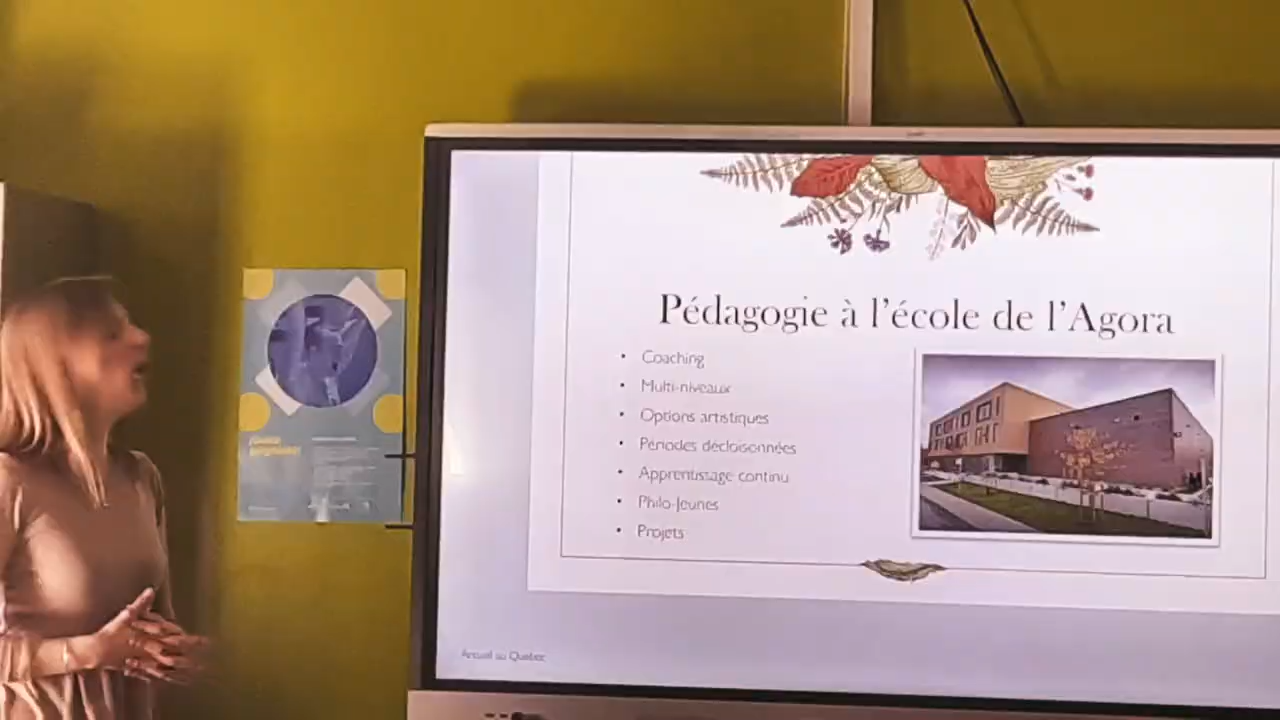 Pédagogie à l'école de l'Agora
• Coaching
• Multi-niveaux
• Options artistiques
• Périodes décloisonnées
• Apprentissage continu
• Philo-Jeunes
• Projets
Accueil au Québec